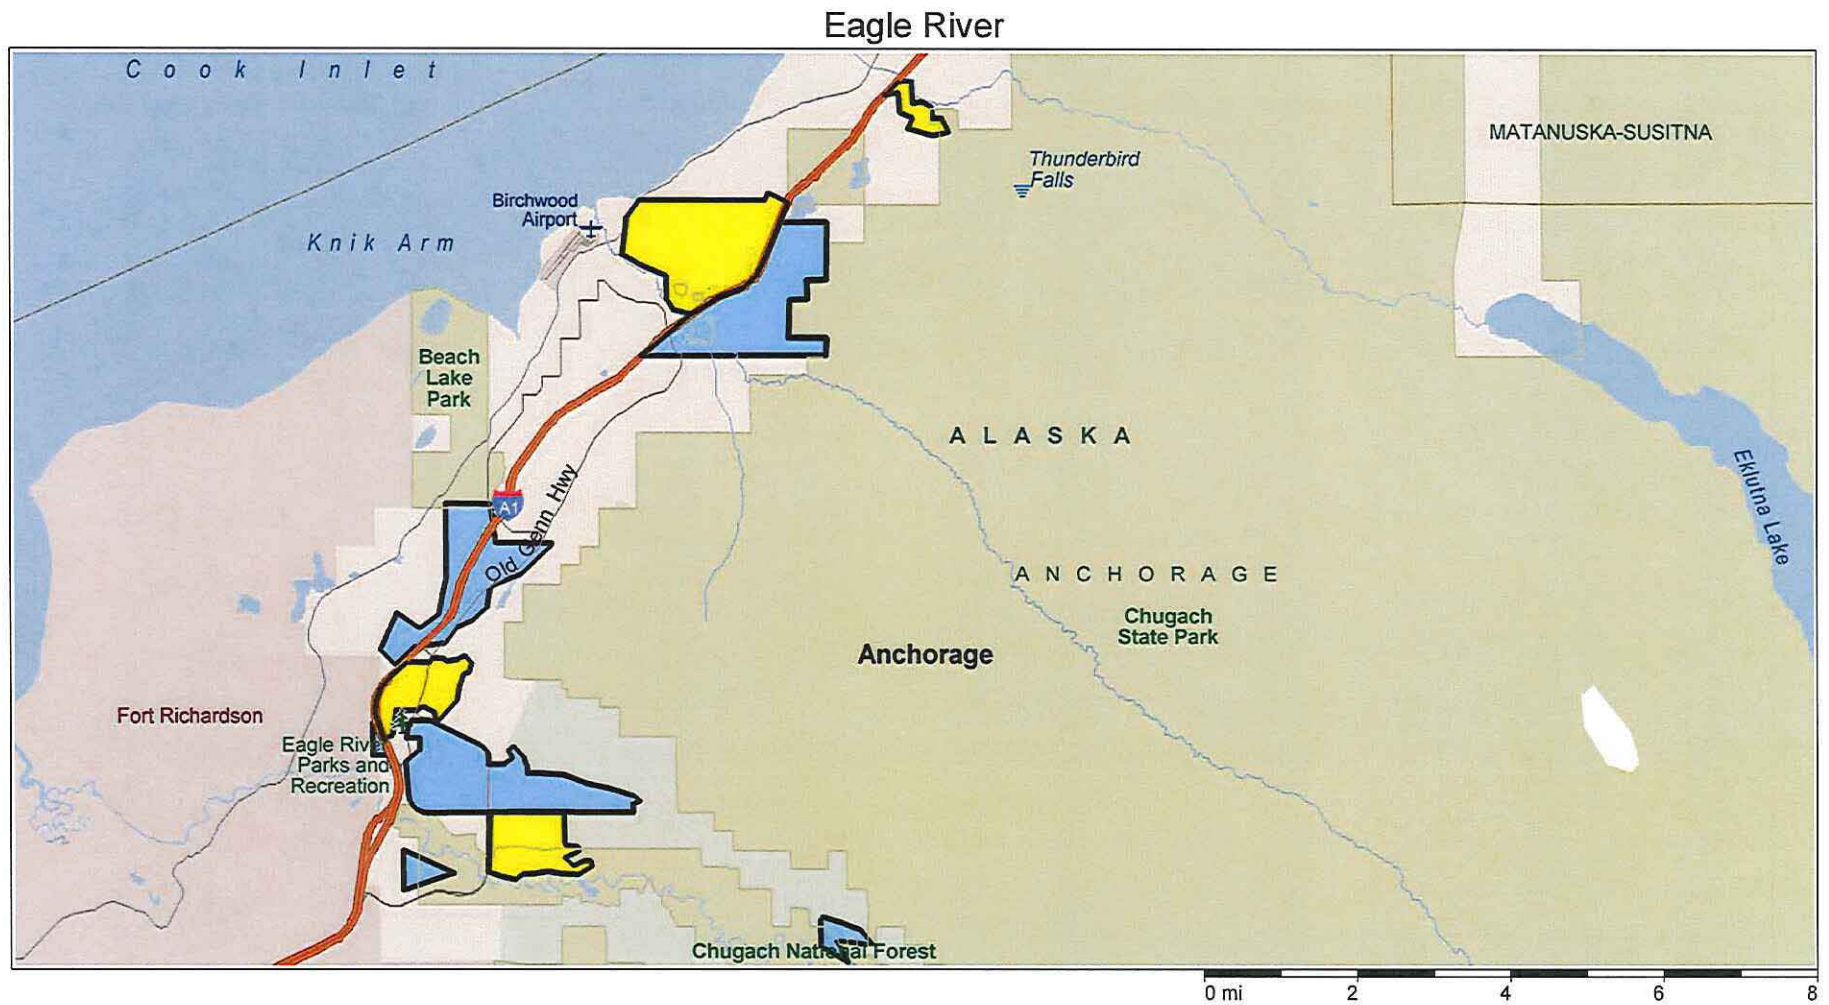 Eagle River
Cook Inlet
MATANUSKA-SUSITNA
Thunderbird
Falls
Birchwood
Airport
Knik Arm
Beach
Lake
Park
ALASKA
Eklutna Lake
Old Glenn Hwy
A1
ANCHORAGE
Chugach
State Park
Anchorage
Fort Richardson
Eagle River
Parks and
Recreation
Chugach National Forest
0 mi 2 4 6 8